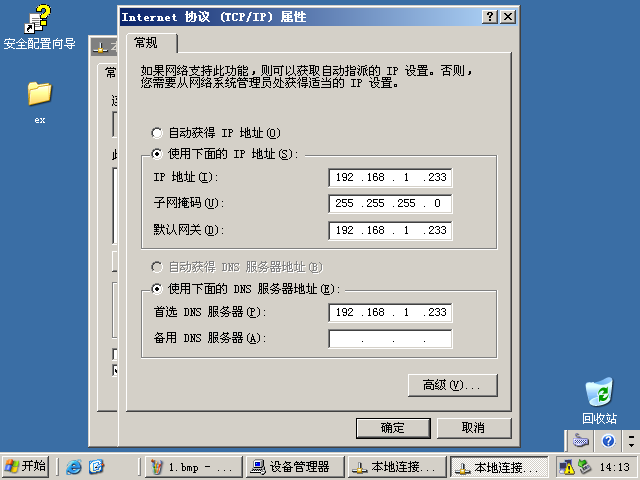 安全配置向导
ex
Internet 协议 (TCP/IP) 属性
常规
如果网络支持此功能，则可以获取自动指派的 IP 设置。否则，
您需要从网络系统管理员处获得适当的 IP 设置。
自动获得 IP 地址(O)
使用下面的 IP 地址(S):
IP 地址(I): 192 .168 . 1 .233
子网掩码(U): 255 .255 .255 . 0
默认网关(D): 192 .168 . 1 .233
自动获得 DNS 服务器地址(B)
使用下面的 DNS 服务器地址(E):
首选 DNS 服务器(P): 192 .168 . 1 .233
备用 DNS 服务器(A): . . .
高级(V)...
确定 取消
回收站
开始
1.bmp - ...
设备管理器
本地连接...
本地连接...
14:13